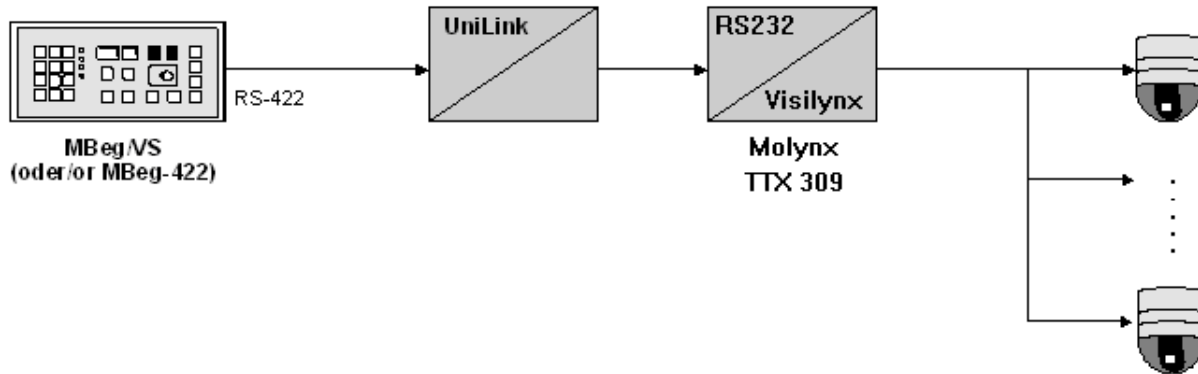 UniLink
RS232
Visilynx
RS-422
MBeg/VS
(oder/or MBeg-422)
Molynx
TTX 309